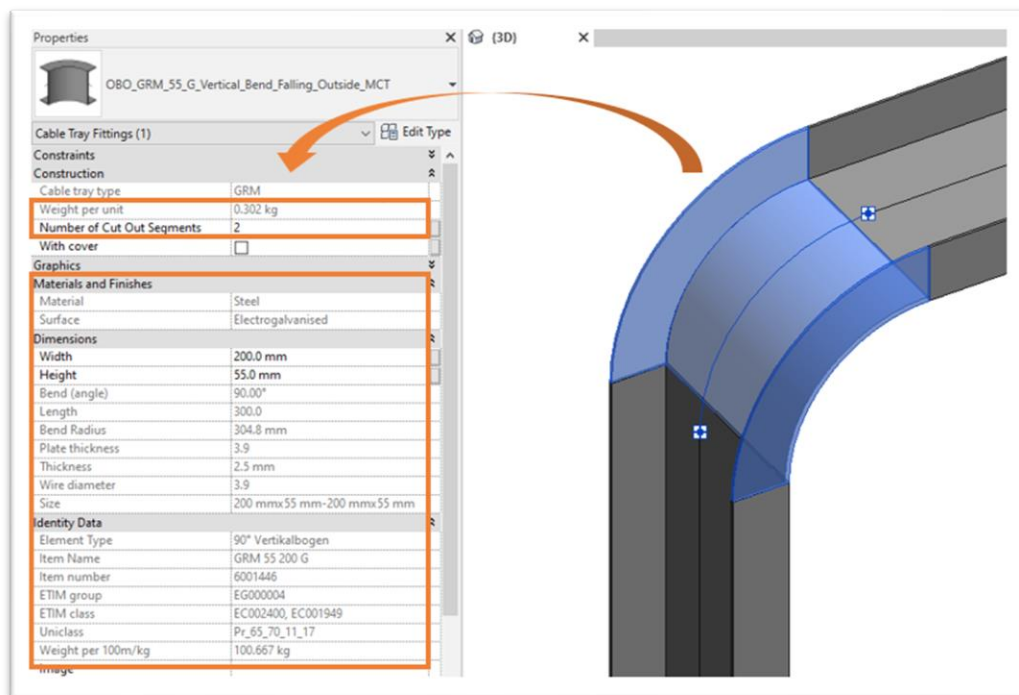 Properties
{3D}
OBO_GRM_55_G_Vertical_Bend_Falling_Outside_MCT
Cable Tray Fittings (1)
Edit Type
Constraints
Construction
Cable tray type GRM
Weight per unit 0.302 kg
Number of Cut Out Segments 2
With cover
Graphics
Materials and Finishes
Material Steel
Surface Electrogalvanised
Dimensions
Width 200.0 mm
Height 55.0 mm
Bend (angle) 90.00°
Length 300.0
Bend Radius 304.8 mm
Plate thickness 3.9
Thickness 2.5 mm
Wire diameter 3.9
Size 200 mmx55 mm-200 mmx55 mm
Identity Data
Element Type 90° Vertikalbogen
Item Name GRM 55 200 G
Item number 6001446
ETIM group EG000004
ETIM class EC002400, EC001949
Uniclass Pr_65_70_11_17
Weight per 100m/kg 100.667 kg
Image